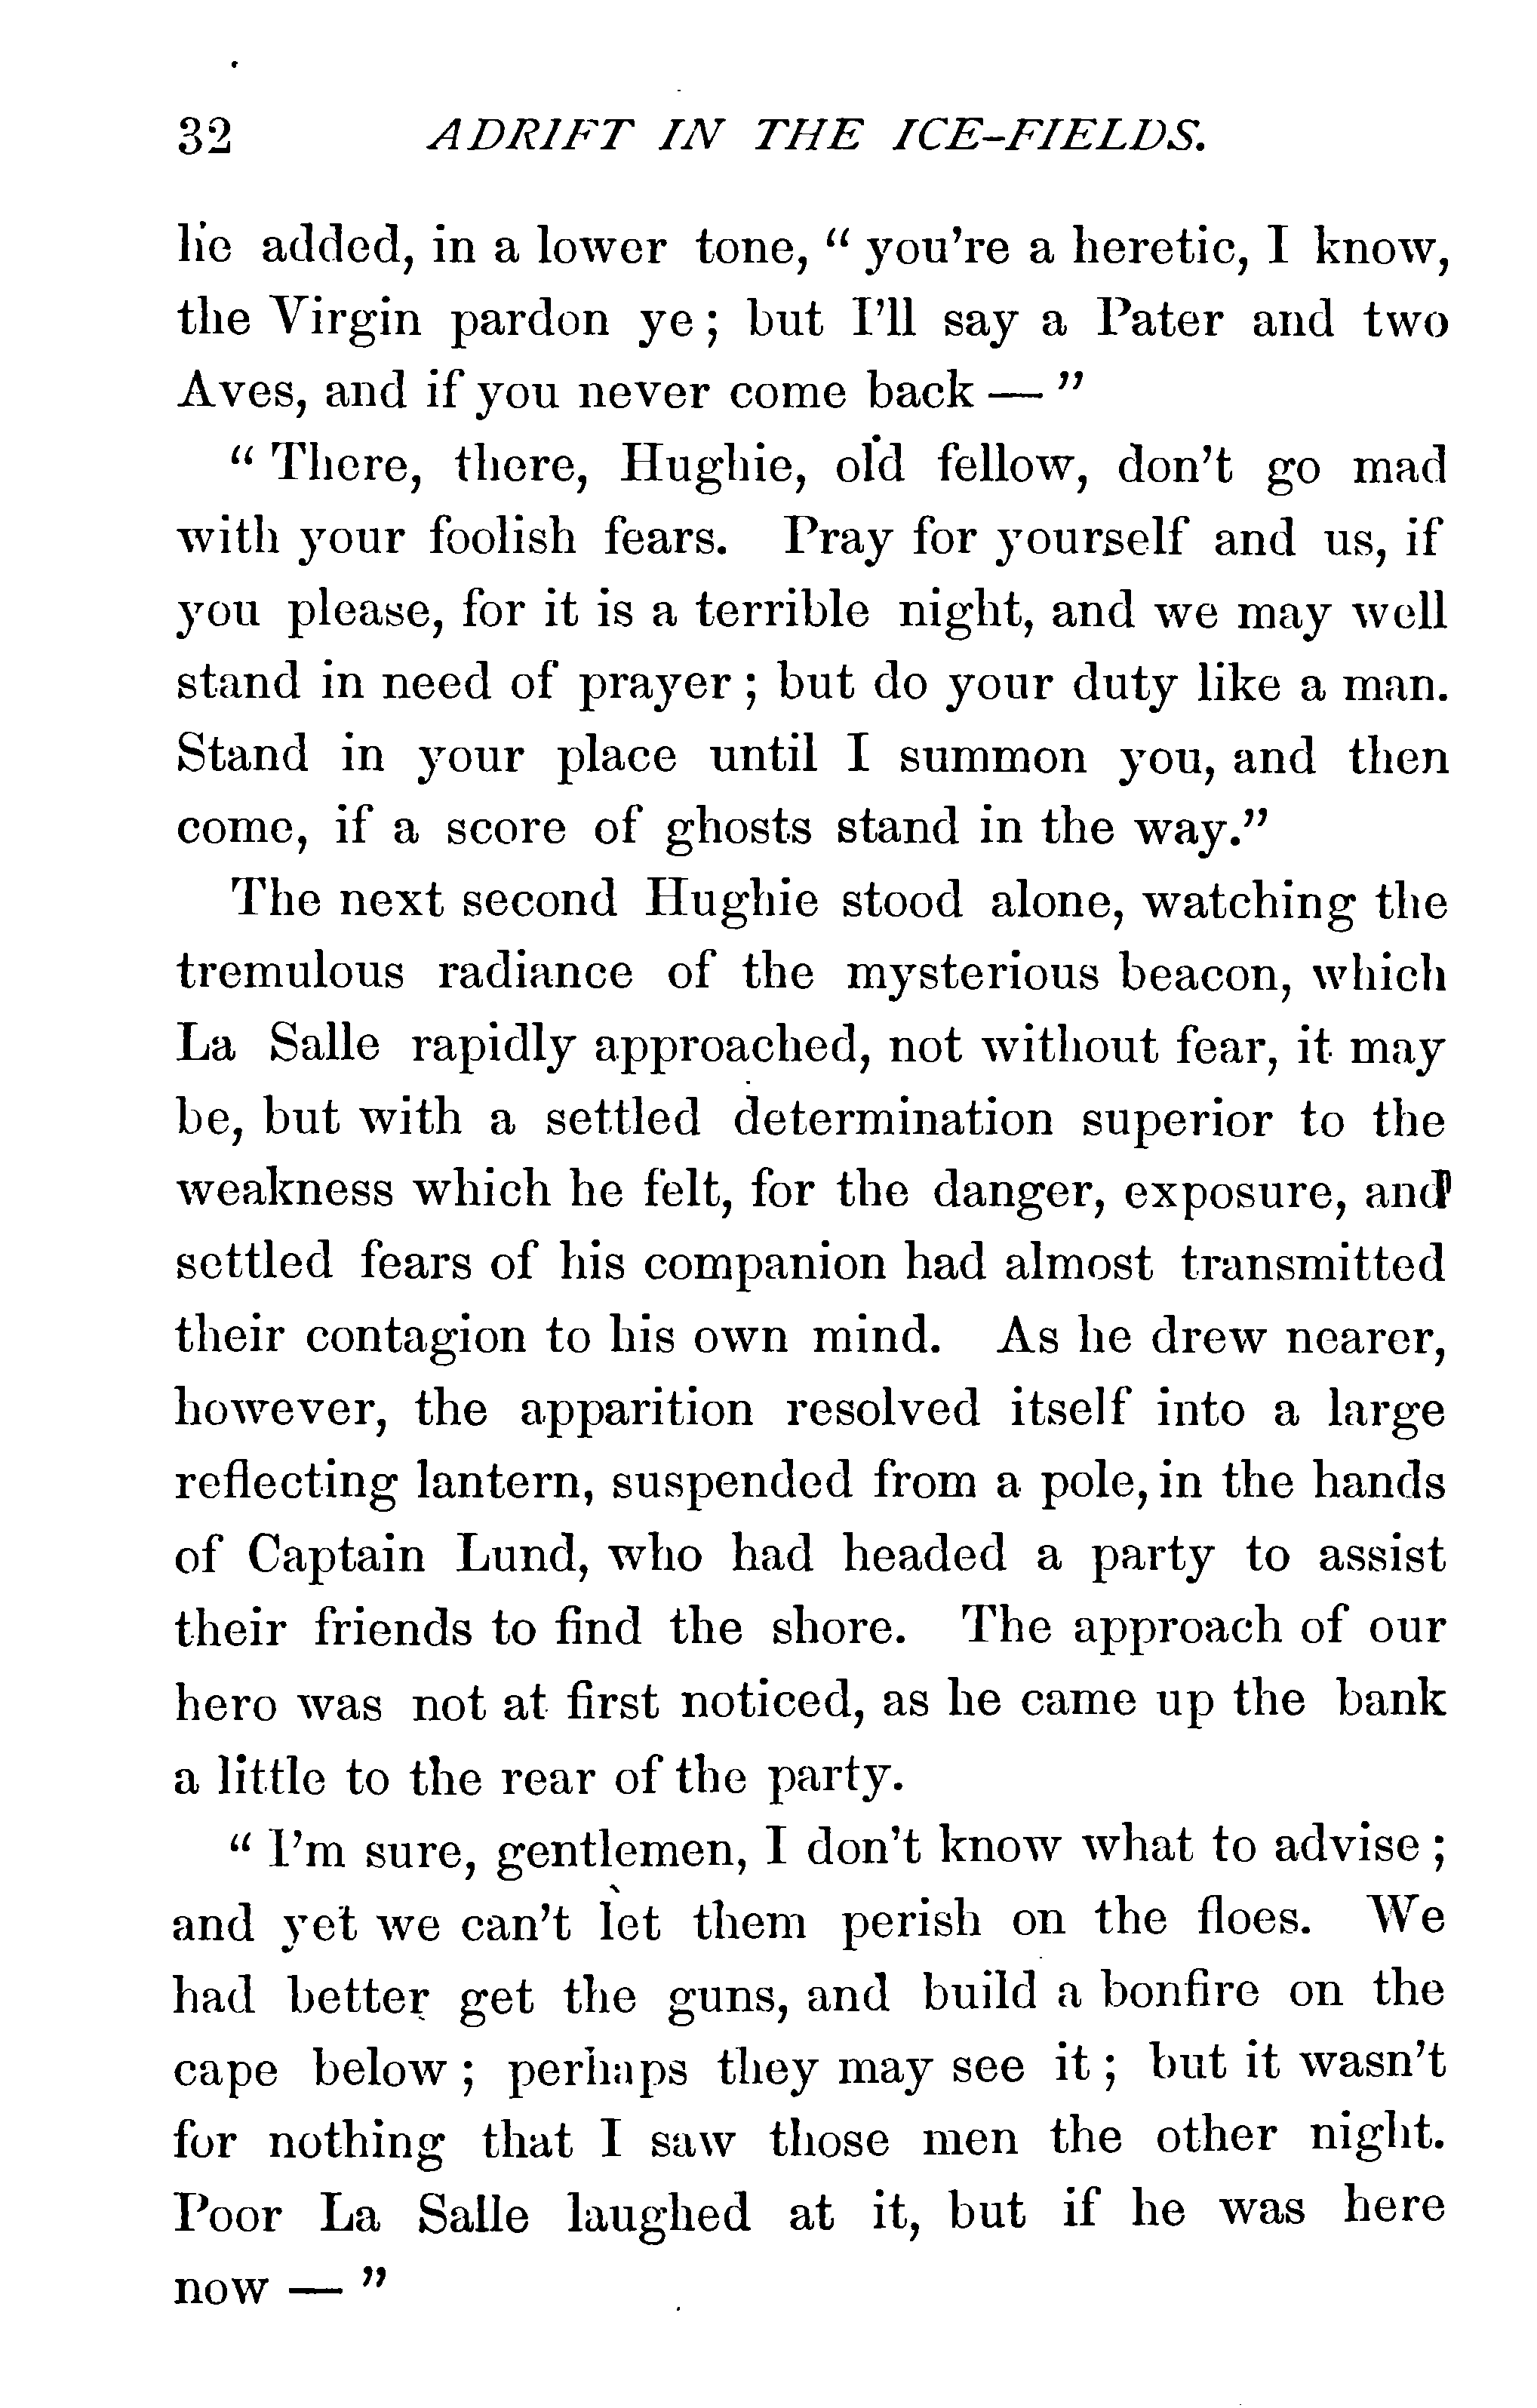 32 ADRIFT IN THE ICE-FIELDS.
he added, in a lower tone, “ you're a heretic, I know,
the Virgin pardon ye ; but I'll say a Pater and two
Aves, and if you never come back — ”
“ There, there, Hughie, old fellow, don't go mad
with your foolish fears. Pray for yourself and us, if
you please, for it is a terrible night, and we may well
stand in need of prayer ; but do your duty like a man.
Stand in your place until I summon you, and then
come, if a score of ghosts stand in the way.”
The next second Hughie stood alone, watching the
tremulous radiance of the mysterious beacon, which
La Salle rapidly approached, not without fear, it may
be, but with a settled determination superior to the
weakness which he felt, for the danger, exposure, and
settled fears of his companion had almost transmitted
their contagion to his own mind. As he drew nearer,
however, the apparition resolved itself into a large
reflecting lantern, suspended from a pole, in the hands
of Captain Lund, who had headed a party to assist
their friends to find the shore. The approach of our
hero was not at first noticed, as he came up the bank
a little to the rear of the party.
“ I'm sure, gentlemen, I don't know what to advise ;
and yet we can't let them perish on the floes. We
had better get the guns, and build a bonfire on the
cape below ; perhaps they may see it ; but it wasn't
for nothing that I saw those men the other night.
Poor La Salle laughed at it, but if he was here
now — ”